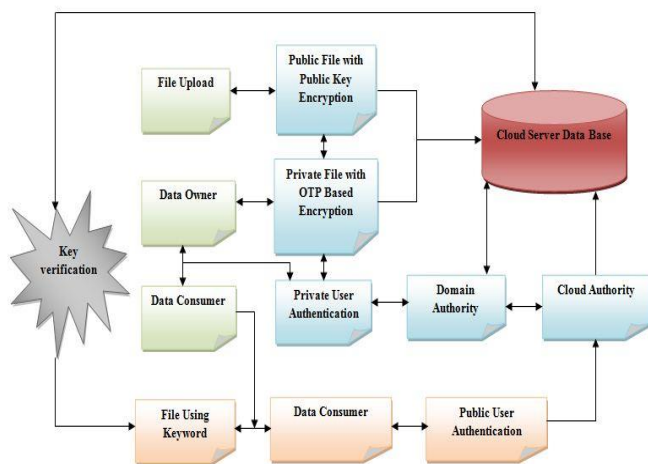 Public File with
Public Key
Encryption
File Upload
Cloud Server Data Base
Private File with
OTP Based
Encryption
Data Owner
Key
verification
Data Consumer
Private User
Authentication
Domain
Authority
Cloud Authority
File Using
Keyword
Data Consumer
Public User
Authentication